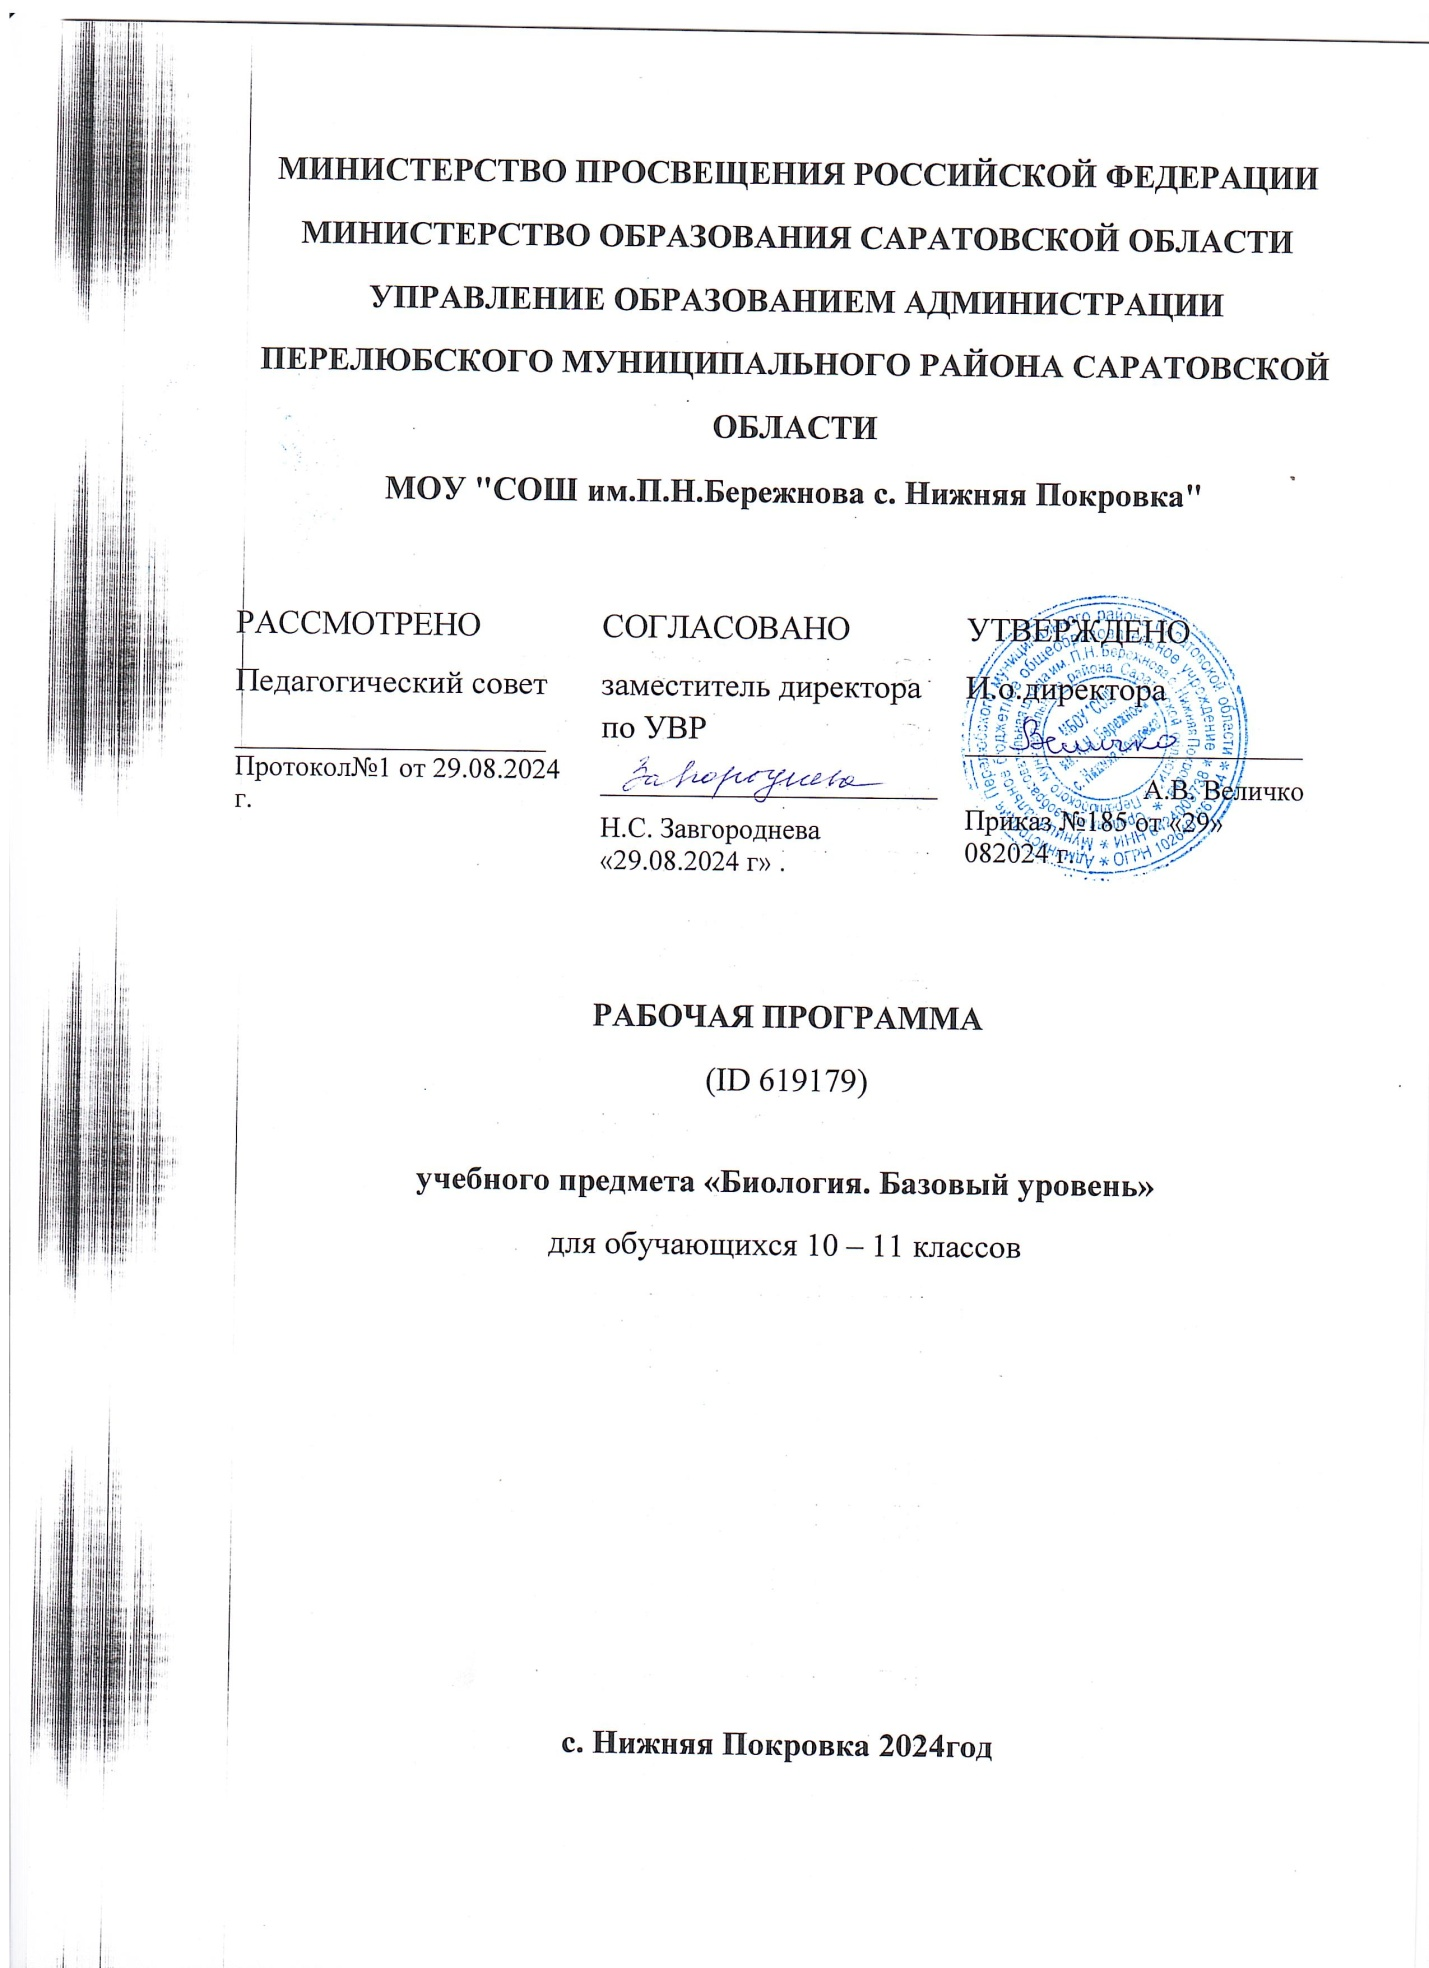 МИНИСТЕРСТВО ПРОСВЕЩЕНИЯ РОССИЙСКОЙ ФЕДЕРАЦИИ
МИНИСТЕРСТВО ОБРАЗОВАНИЯ САРАТОВСКОЙ ОБЛАСТИ
УПРАВЛЕНИЕ ОБРАЗОВАНИЕМ АДМИНИСТРАЦИИ
ПЕРЕЛЮБСКОГО МУНИЦИПАЛЬНОГО РАЙОНА САРАТОВСКОЙ
ОБЛАСТИ
МОУ "СОШ им.П.Н.Бережнова с. Нижняя Покровка"
РАССМОТРЕНО
Педагогический совет
Протокол№1 от 29.08.2024
г.
СОГЛАСОВАНО
заместитель директора
по УВР
Завгороднева
Н.С. Завгороднева
«29.08.2024 г» .
УТВЕРЖДЕНО
И.о.директора
Величко
А.В. Величко
Приказ №185 от «29»
082024 г.
РАБОЧАЯ ПРОГРАММА
(ID 619179)
учебного предмета «Биология. Базовый уровень»
для обучающихся 10 – 11 классов
с. Нижняя Покровка 2024год